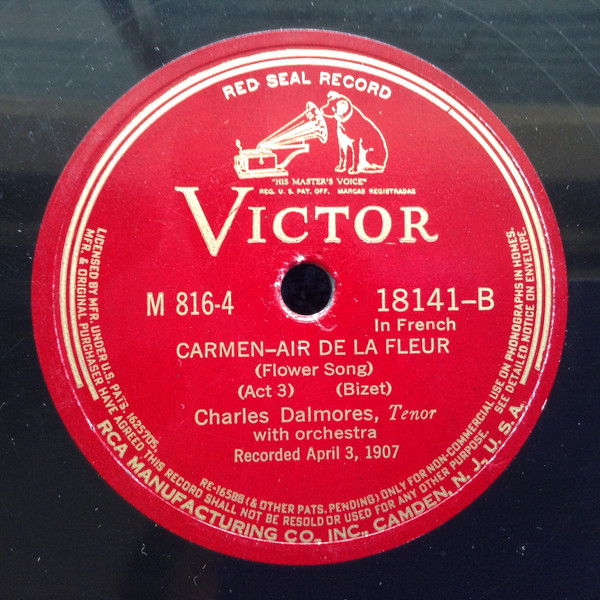 RED SEAL RECORD
"HIS MASTER'S VOICE"
REG. U. S. PAT. OFF. MARCAS REGISTRADAS
VICTOR
M 816-4
18141-B
In French
CARMEN-AIR DE LA FLEUR
(Flower Song)
(Act 3) (Bizet)
Charles Dalmores, Tenor
with orchestra
Recorded April 3, 1907
LICENSED BY MFR. UNDER U.S. PATS. 1625705, RE-16588 (& OTHER PATS. PENDING) ONLY FOR NON-COMMERCIAL USE ON PHONOGRAPHS IN HOMES.
MFR. & ORIGINAL PURCHASER HAVE AGREED THIS RECORD SHALL NOT BE RESOLD OR USED FOR ANY OTHER PURPOSE. SEE DETAILED NOTICE ON ENVELOPE.
RCA MANUFACTURING CO., INC., CAMDEN, N. J., U. S. A.